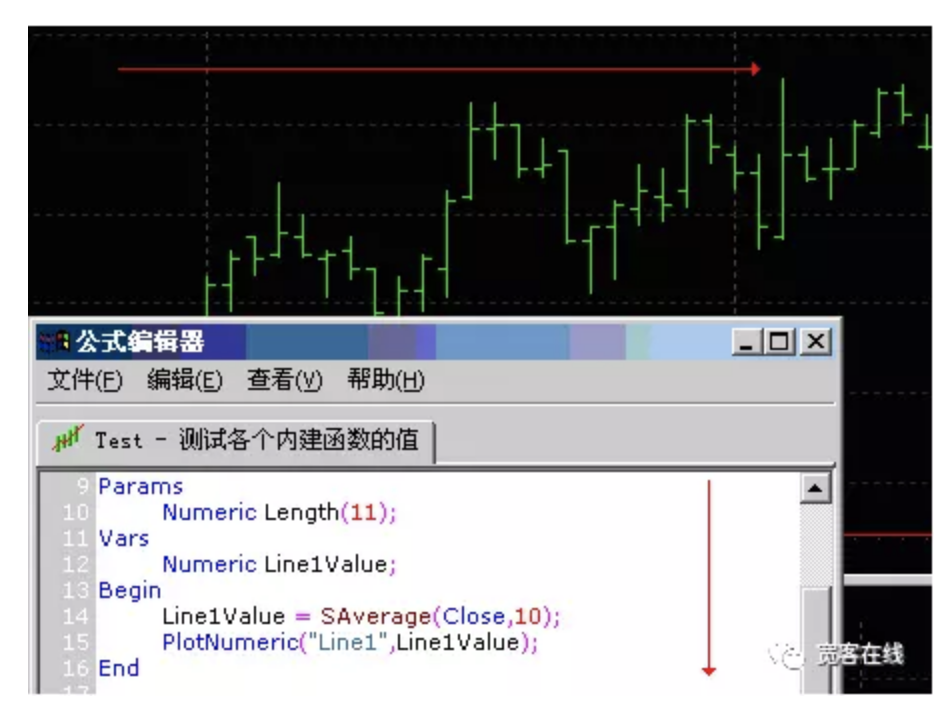 公式编辑器
文件(F) 编辑(E) 查看(V) 帮助(H)
Test - 测试各个内建函数的值
9 Params
10 Numeric Length(11);
11 Vars
12 Numeric Line1Value;
13 Begin
14 Line1Value = SAverage(Close,10);
15 PlotNumeric("Line1",Line1Value);
16 End
17
宽客在线